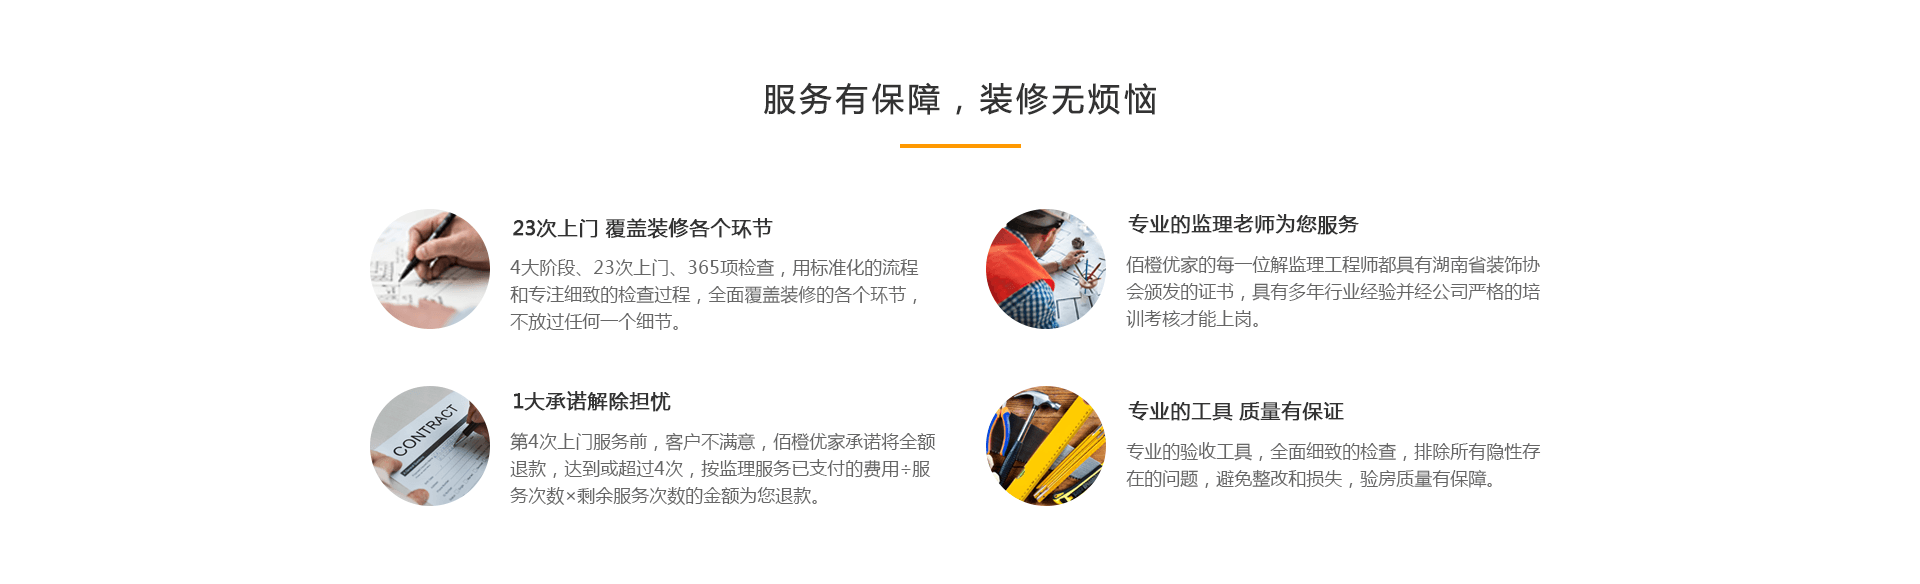 服务有保障，装修无烦恼
23次上门 覆盖装修各个环节
4大阶段、23次上门、365项检查，用标准化的流程
和专注细致的检查过程，全面覆盖装修的各个环节，
不放过任何一个细节。
专业的监理老师为您服务
佰橙优家的每一位解监理工程师都具有湖南省装饰协
会颁发的证书，具有多年行业经验并经公司严格的培
训考核才能上岗。
CONTRACT
1大承诺解除担忧
第4次上门服务前，客户不满意，佰橙优家承诺将全额
退款，达到或超过4次，按监理服务已支付的费用÷服
务次数×剩余服务次数的金额为您退款。
专业的工具 质量有保证
专业的验收工具，全面细致的检查，排除所有隐性存
在的问题，避免整改和损失，验房质量有保障。